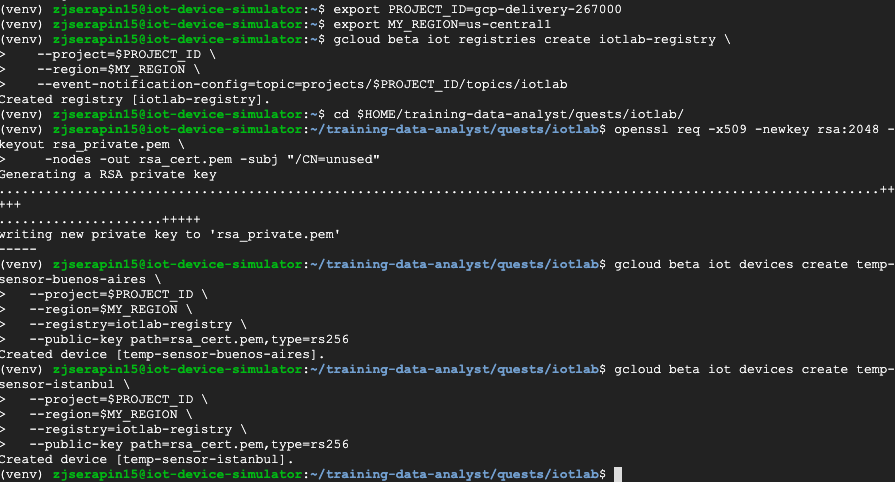 (venv) zjserapin15@iot-device-simulator:~$ export PROJECT_ID=gcp-delivery-267000
(venv) zjserapin15@iot-device-simulator:~$ export MY_REGION=us-central1
(venv) zjserapin15@iot-device-simulator:~$ gcloud beta iot registries create iotlab-registry \
>    --project=$PROJECT_ID \
>    --region=$MY_REGION \
>    --event-notification-config=topic=projects/$PROJECT_ID/topics/iotlab
Created registry [iotlab-registry].
(venv) zjserapin15@iot-device-simulator:~$ cd $HOME/training-data-analyst/quests/iotlab/
(venv) zjserapin15@iot-device-simulator:~/training-data-analyst/quests/iotlab$ openssl req -x509 -newkey rsa:2048 -
keyout rsa_private.pem \
>     -nodes -out rsa_cert.pem -subj "/CN=unused"
Generating a RSA private key
..................................................................................................................++
+++
.....................+++++
writing new private key to 'rsa_private.pem'
-----
(venv) zjserapin15@iot-device-simulator:~/training-data-analyst/quests/iotlab$ gcloud beta iot devices create temp-
sensor-buenos-aires \
>   --project=$PROJECT_ID \
>   --region=$MY_REGION \
>   --registry=iotlab-registry \
>   --public-key path=rsa_cert.pem,type=rs256
Created device [temp-sensor-buenos-aires].
(venv) zjserapin15@iot-device-simulator:~/training-data-analyst/quests/iotlab$ gcloud beta iot devices create temp-
sensor-istanbul \
>   --project=$PROJECT_ID \
>   --region=$MY_REGION \
>   --registry=iotlab-registry \
>   --public-key path=rsa_cert.pem,type=rs256
Created device [temp-sensor-istanbul].
(venv) zjserapin15@iot-device-simulator:~/training-data-analyst/quests/iotlab$